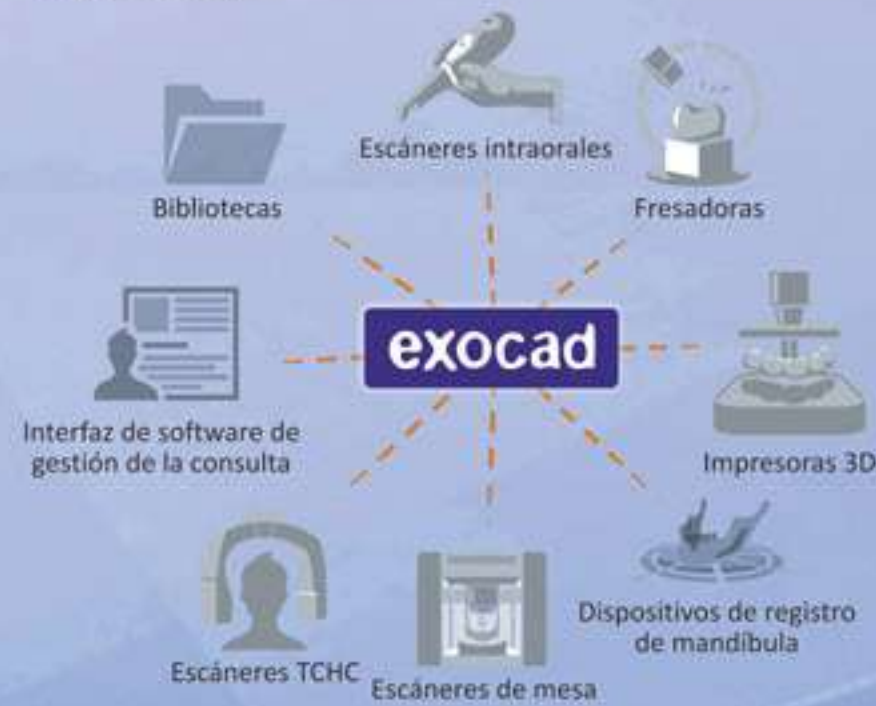 Escáneres intraorales
Bibliotecas
Fresadoras
exocad
Interfaz de software de
gestión de la consulta
Impresoras 3D
Dispositivos de registro
de mandíbula
Escáneres TCHC
Escáneres de mesa